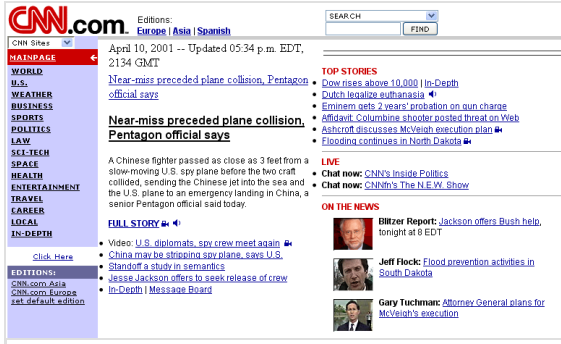 CNN.com.
Editions:
Europe | Asia | Spanish
SEARCH
FIND
CNN Sites
MAINPAGE
WORLD
U.S.
WEATHER
BUSINESS
SPORTS
POLITICS
LAW
SCI-TECH
SPACE
HEALTH
ENTERTAINMENT
TRAVEL
CAREER
LOCAL
IN-DEPTH
Click Here
EDITIONS:
CNN.com Asia
CNN.com Europe
set default edition
April 10, 2001 -- Updated 05:34 p.m. EDT,
2134 GMT
Near-miss preceded plane collision, Pentagon
official says
Near-miss preceded plane collision,
Pentagon official says
A Chinese fighter passed as close as 3 feet from a
slow-moving U.S. spy plane before the two craft
collided, sending the Chinese jet into the sea and
the U.S. plane to an emergency landing in China, a
senior Pentagon official said today.
FULL STORY
Video: U.S. diplomats, spy crew meet again
China may be stripping spy plane, says U.S.
Standoff a study in semantics
Jesse Jackson offers to seek release of crew
In-Depth | Message Board
TOP STORIES
Dow rises above 10,000 | In-Depth
Dutch legalize euthanasia
Eminem gets 2 years' probation on gun charge
Affidavit: Columbine shooter posted threat on Web
Ashcroft discusses McVeigh execution plan
Flooding continues in North Dakota
LIVE
Chat now: CNN's Inside Politics
Chat now: CNNfn's The N.E.W. Show
ON THE NEWS
Blitzer Report: Jackson offers Bush help,
tonight at 8 EDT
Jeff Flock: Flood prevention activities in
South Dakota
Gary Tuchman: Attorney General plans for
McVeigh's execution